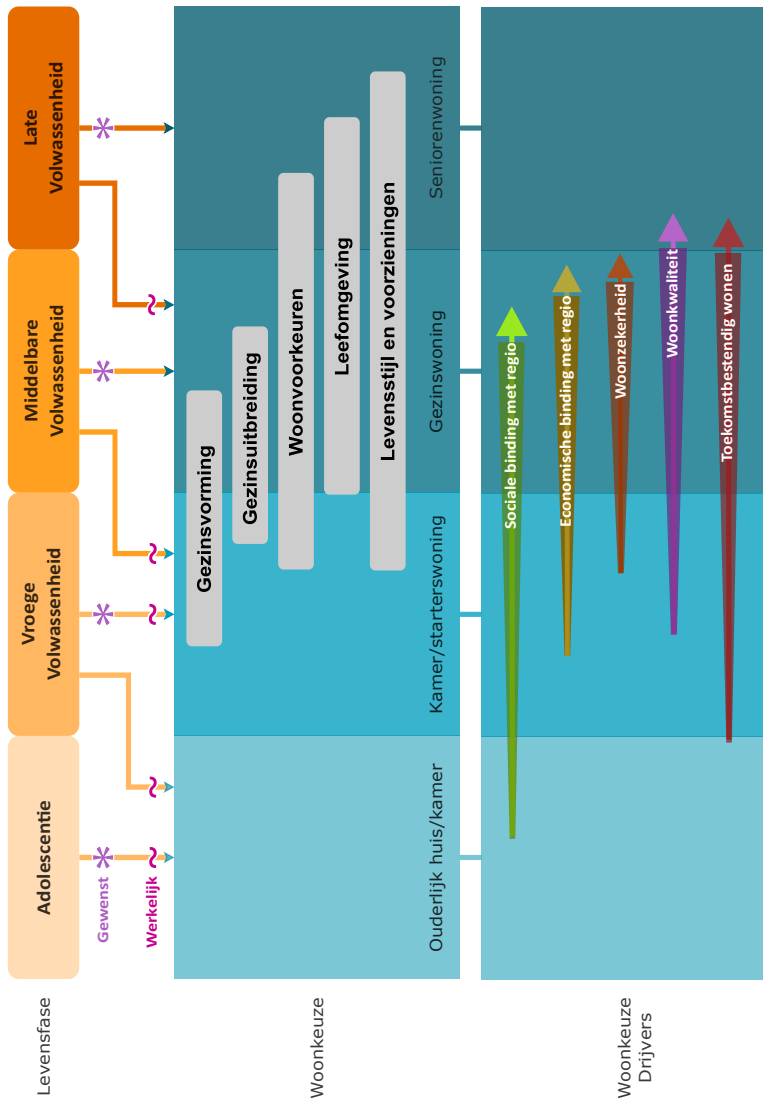 Levensfase
Adolescentie
Vroege
Volwassenheid
Middelbare
Volwassenheid
Late
Volwassenheid
Gewenst
Werkelijk
Woonkeuze
Gezinsvorming
Gezinsuitbreiding
Woonvoorkeuren
Leefomgeving
Levensstijl en voorzieningen
Ouderlijk huis/kamer
Kamer/starterswoning
Gezinswoning
Seniorenwoning
Woonkeuze
Drijvers
Sociale binding met regio
Economische binding met regio
Woonzekerheid
Woonkwaliteit
Toekomstbestendig wonen